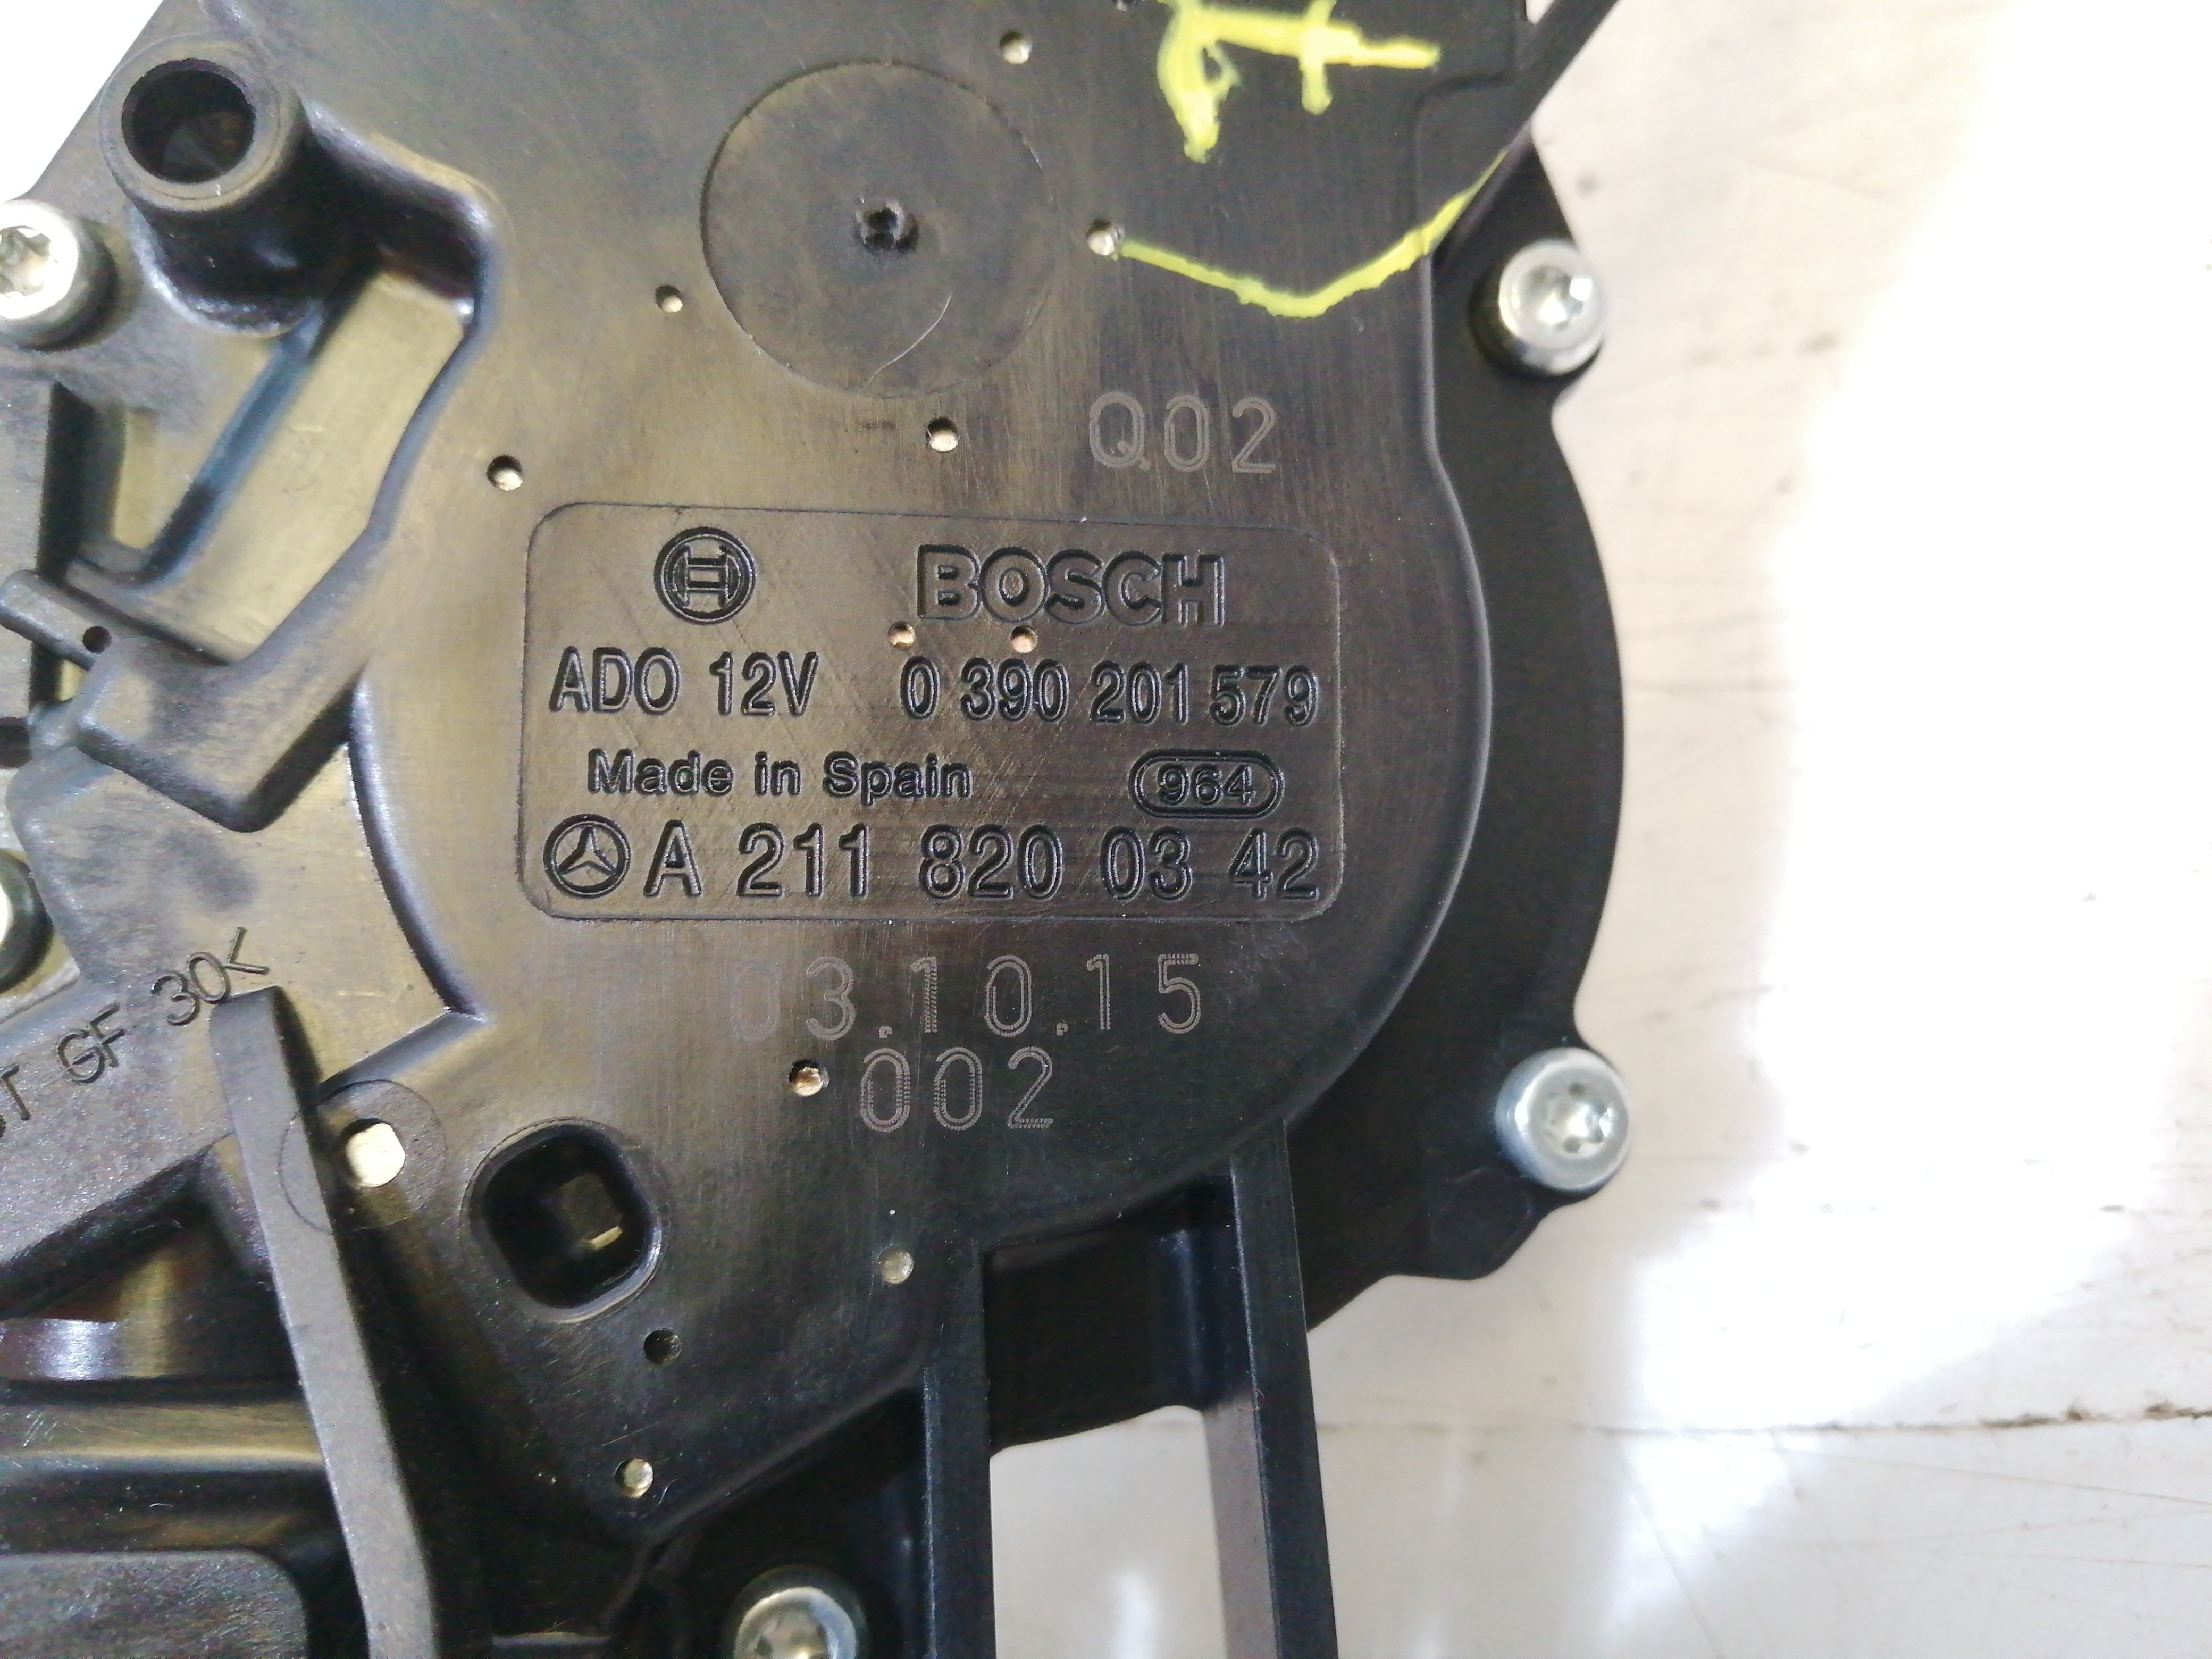 Q02
BOSCH
ADO 12V 0 390 201 579
Made in Spain 964
A 211 820 03 42
GF 30<
03.10.15
002